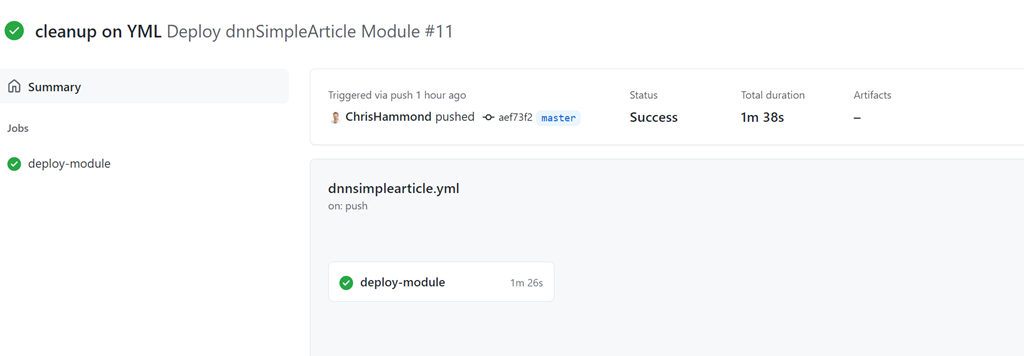 cleanup on YML Deploy dnnSimpleArticle Module #11
Summary
Jobs
deploy-module
Triggered via push 1 hour ago
ChrisHammond pushed aef73f2 master
Status
Success
Total duration
1m 38s
Artifacts
–
dnnsimplearticle.yml
on: push
deploy-module 1m 26s